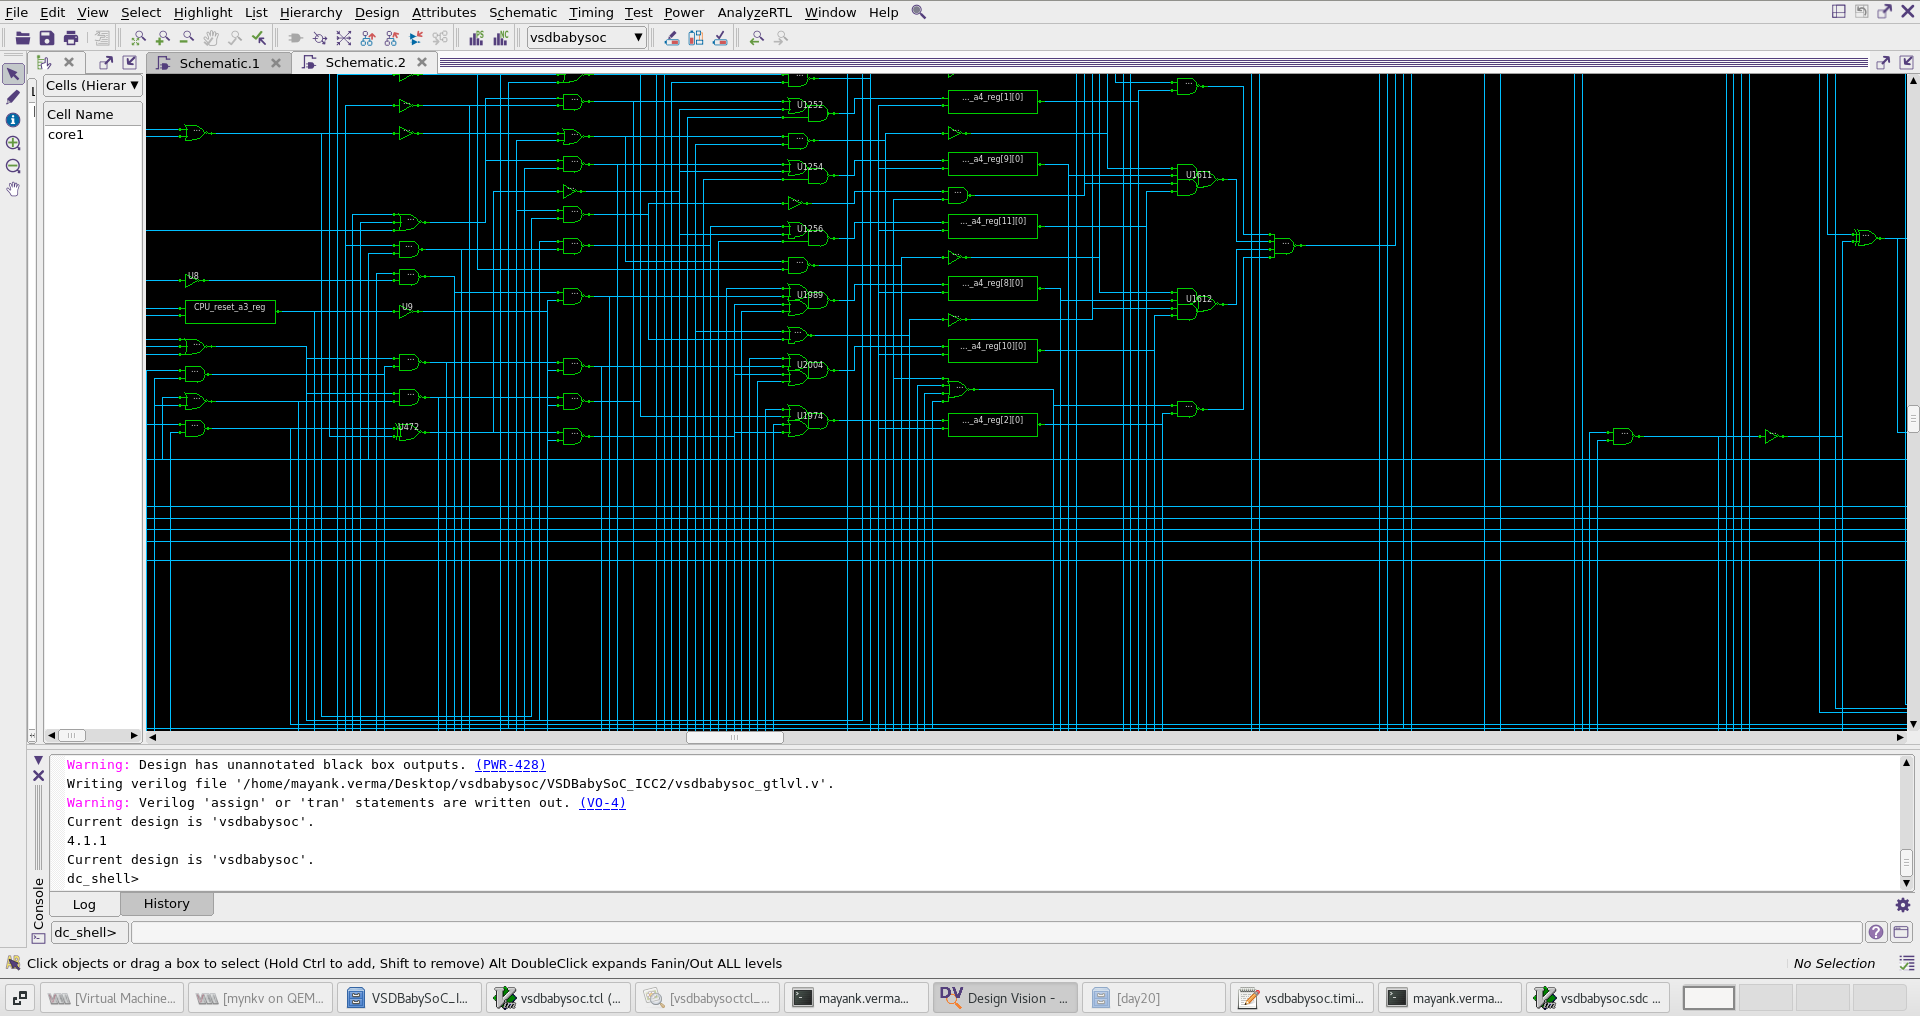 File Edit View Select Highlight List Hierarchy Design Attributes Schematic Timing Test Power AnalyzeRTL Window Help
vsdbabysoc
Schematic.1 Schematic.2
Cells (Hierar
Cell Name
core1
U1252
..._a4_reg[1][0]
U1254
..._a4_reg[9][0]
U1611
U1256
..._a4_reg[11][0]
U8
U1989
..._a4_reg[8][0]
U1612
CPU_reset_a3_reg
U9
..._a4_reg[10][0]
U2004
U1974
..._a4_reg[2][0]
U472
Warning: Design has unannotated black box outputs. (PWR-428)
Writing verilog file '/home/mayank.verma/Desktop/vsdbabysoc/VSDBabySoC_ICC2/vsdbabysoc_gtlvl.v'.
Warning: Verilog 'assign' or 'tran' statements are written out. (VO-4)
Current design is 'vsdbabysoc'.
4.1.1
Current design is 'vsdbabysoc'.
dc_shell>
Console
Log History
dc_shell>
Click objects or drag a box to select (Hold Ctrl to add, Shift to remove) Alt DoubleClick expands Fanin/Out ALL levels
No Selection
[Virtual Machine... [mynkv on QEM... VSDBabySoC_I... vsdbabysoc.tcl (... [vsdbabysoctcl_... mayank.verma... Design Vision - ... [day20] vsdbabysoc.timi... mayank.verma... vsdbabysoc.sdc ...